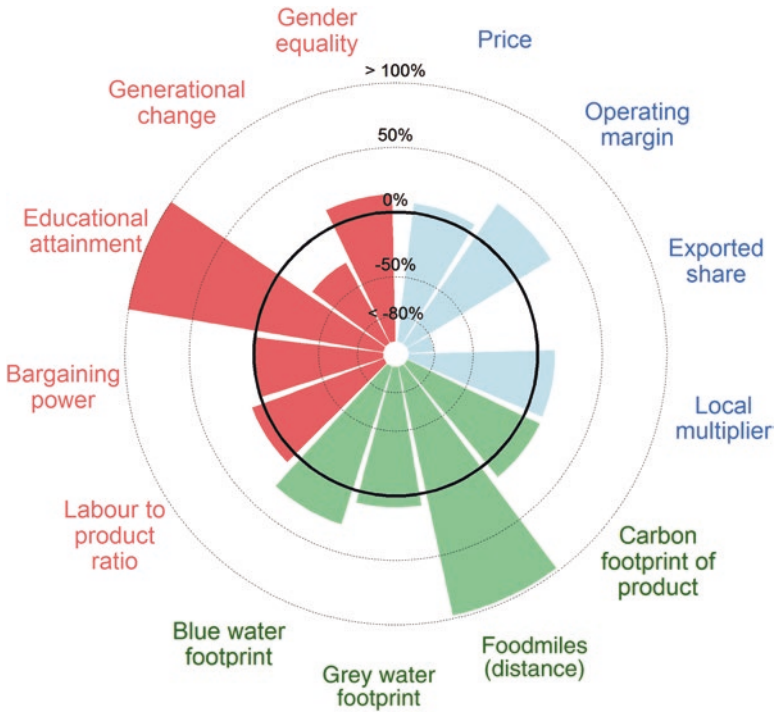 Gender
equality
Price
> 100%
Generational
change
Operating
margin
50%
0%
Educational
attainment
Exported
share
-50%
< -80%
Bargaining
power
Local
multiplier
Labour to
product
ratio
Carbon
footprint of
product
Blue water
footprint
Foodmiles
(distance)
Grey water
footprint